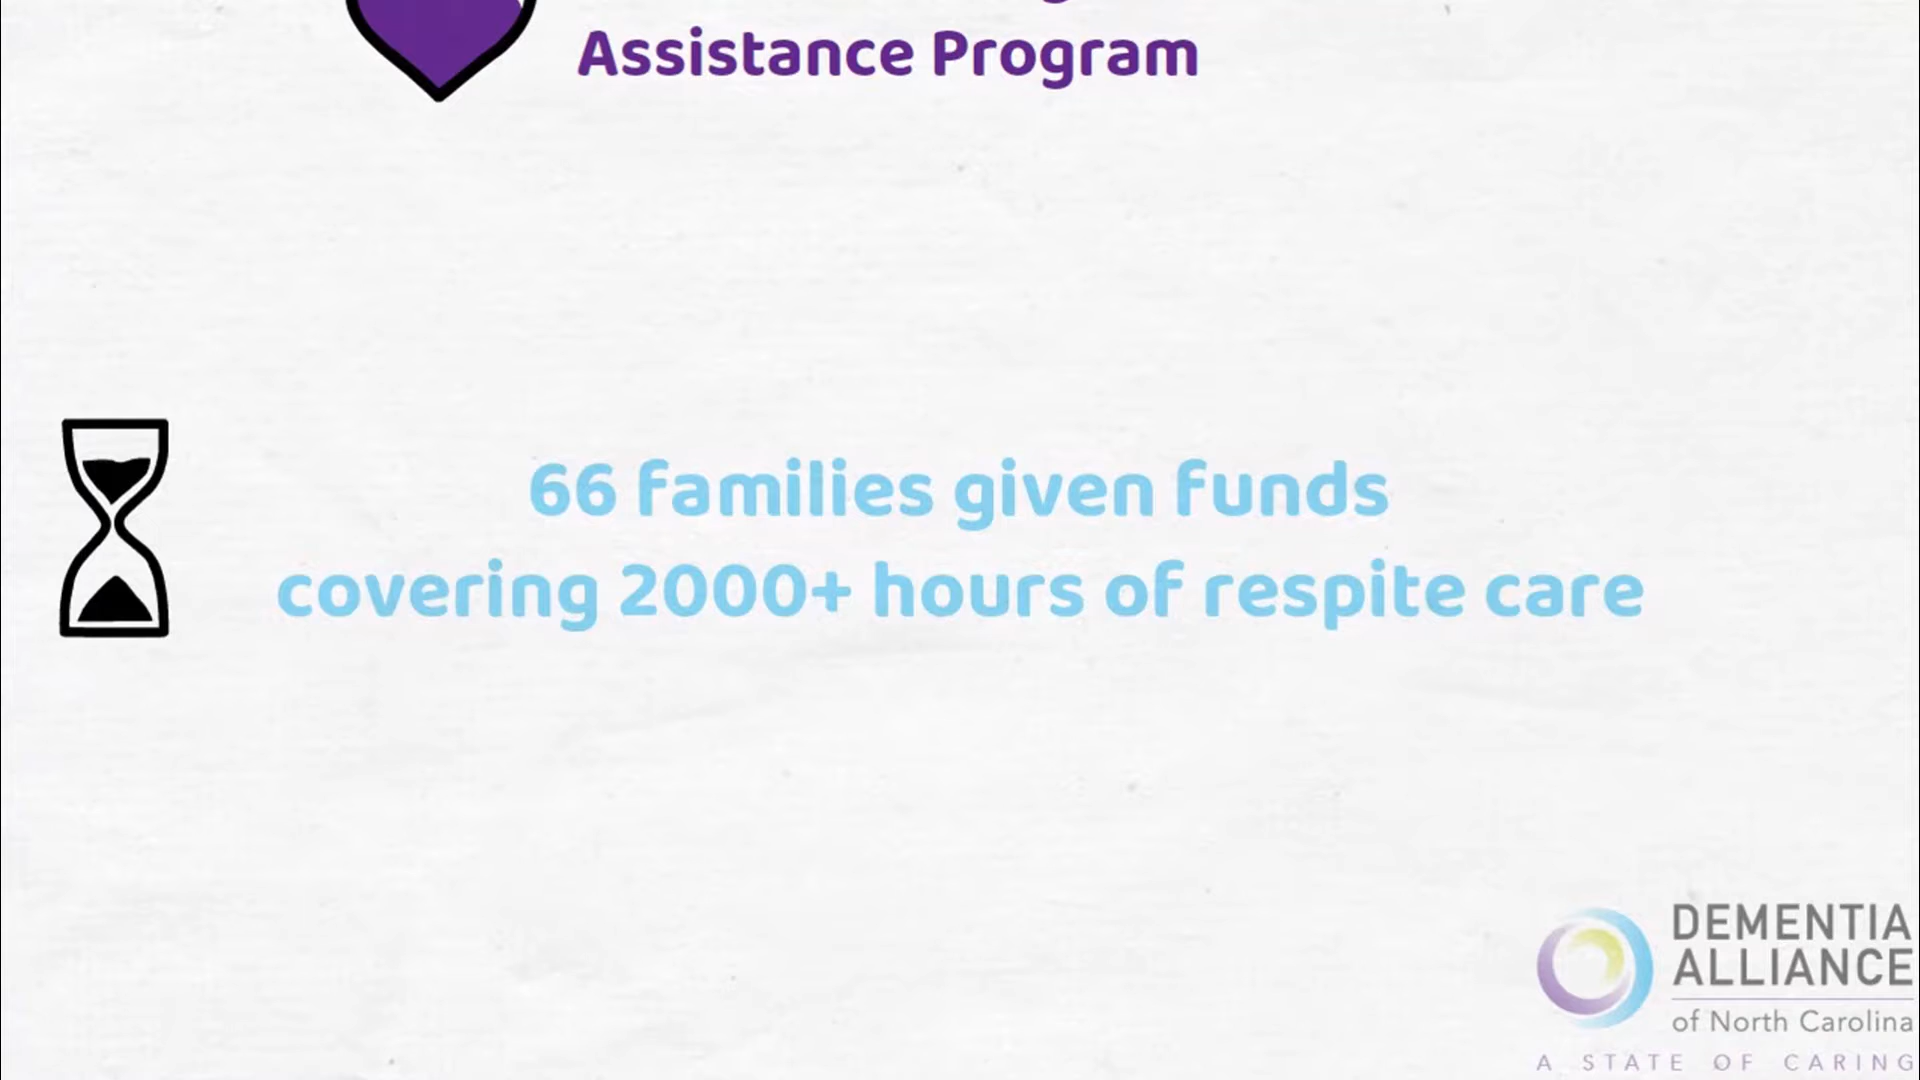 Assistance Program
66 families given funds
covering 2000+ hours of respite care
DEMENTIA
ALLIANCE
of North Carolina
A STATE OF CARING